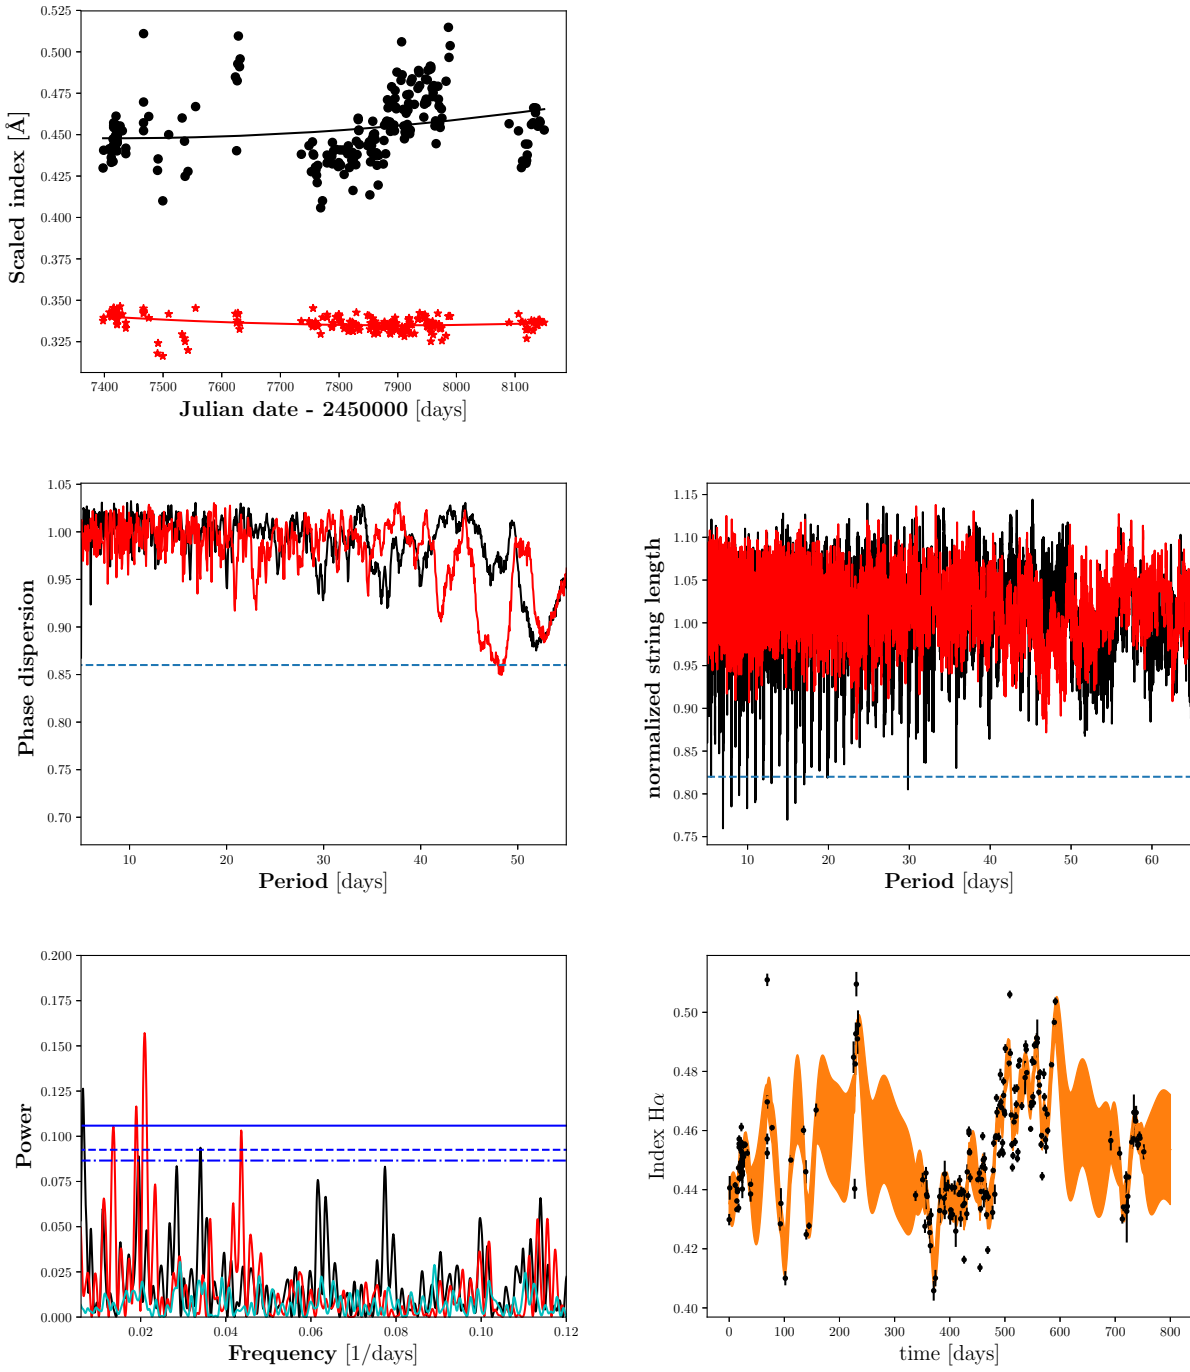 0.525
0.500
0.475
0.450
0.425
0.400
0.375
0.350
0.325
Scaled index [Å]
7400 7500 7600 7700 7800 7900 8000 8100
Julian date - 2450000 [days]
1.05
1.00
0.95
0.90
0.85
0.80
0.75
0.70
Phase dispersion
10 20 30 40 50
Period [days]
1.15
1.10
1.05
1.00
0.95
0.90
0.85
0.80
0.75
normalized string length
10 20 30 40 50 60
Period [days]
0.200
0.175
0.150
0.125
0.100
0.075
0.050
0.025
0.000
Power
0.02 0.04 0.06 0.08 0.10 0.12
Frequency [1/days]
0.50
0.48
0.46
0.44
0.42
0.40
Index Hα
0 100 200 300 400 500 600 700 800
time [days]